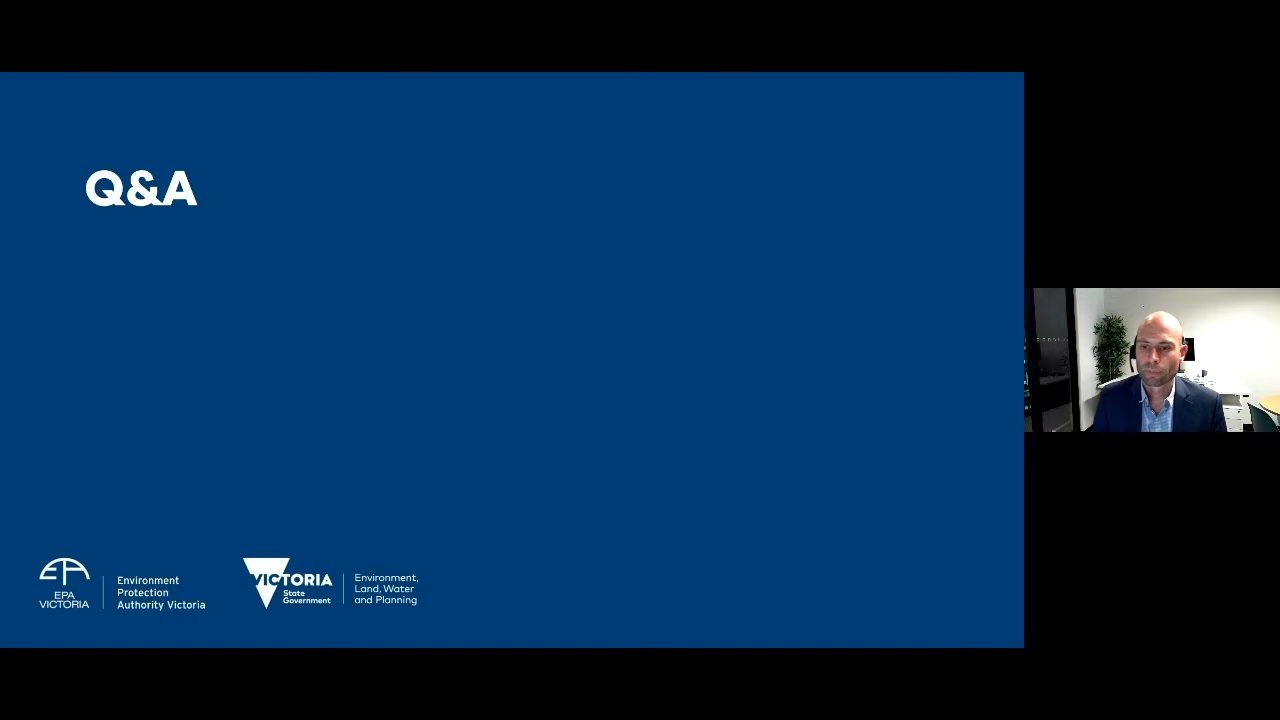 Q&A
EPA
VICTORIA
Environment
Protection
Authority Victoria
VICTORIA
State
Government
Environment,
Land, Water
and Planning